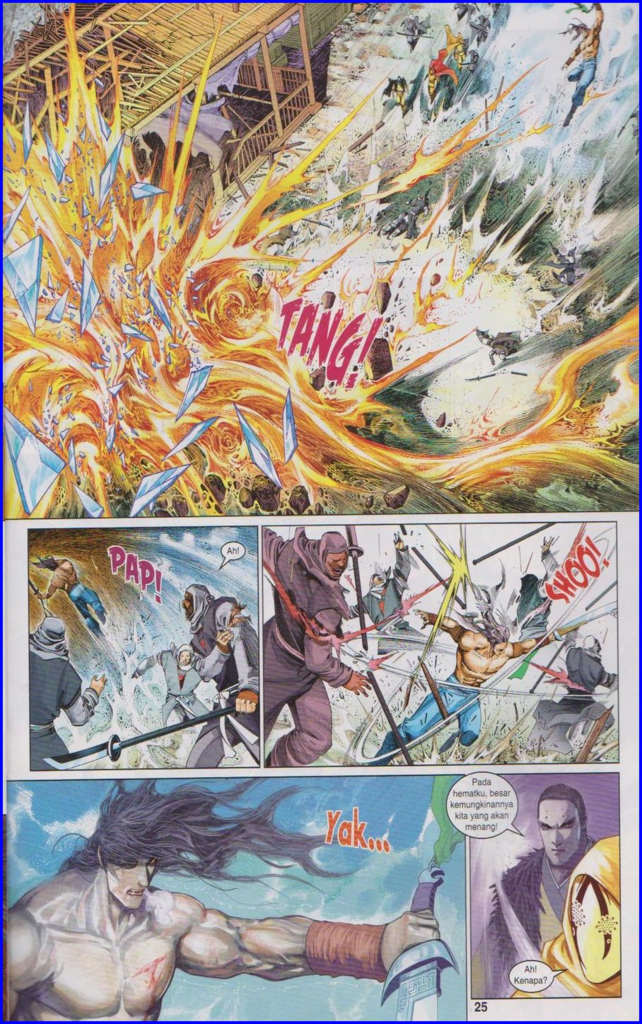 TANG!
PAP!
Ah!
SHOO!
Yak...
Pada
hematku, besar
kemungkinannya
kita yang akan
menang!
Ah!
Kenapa?
25